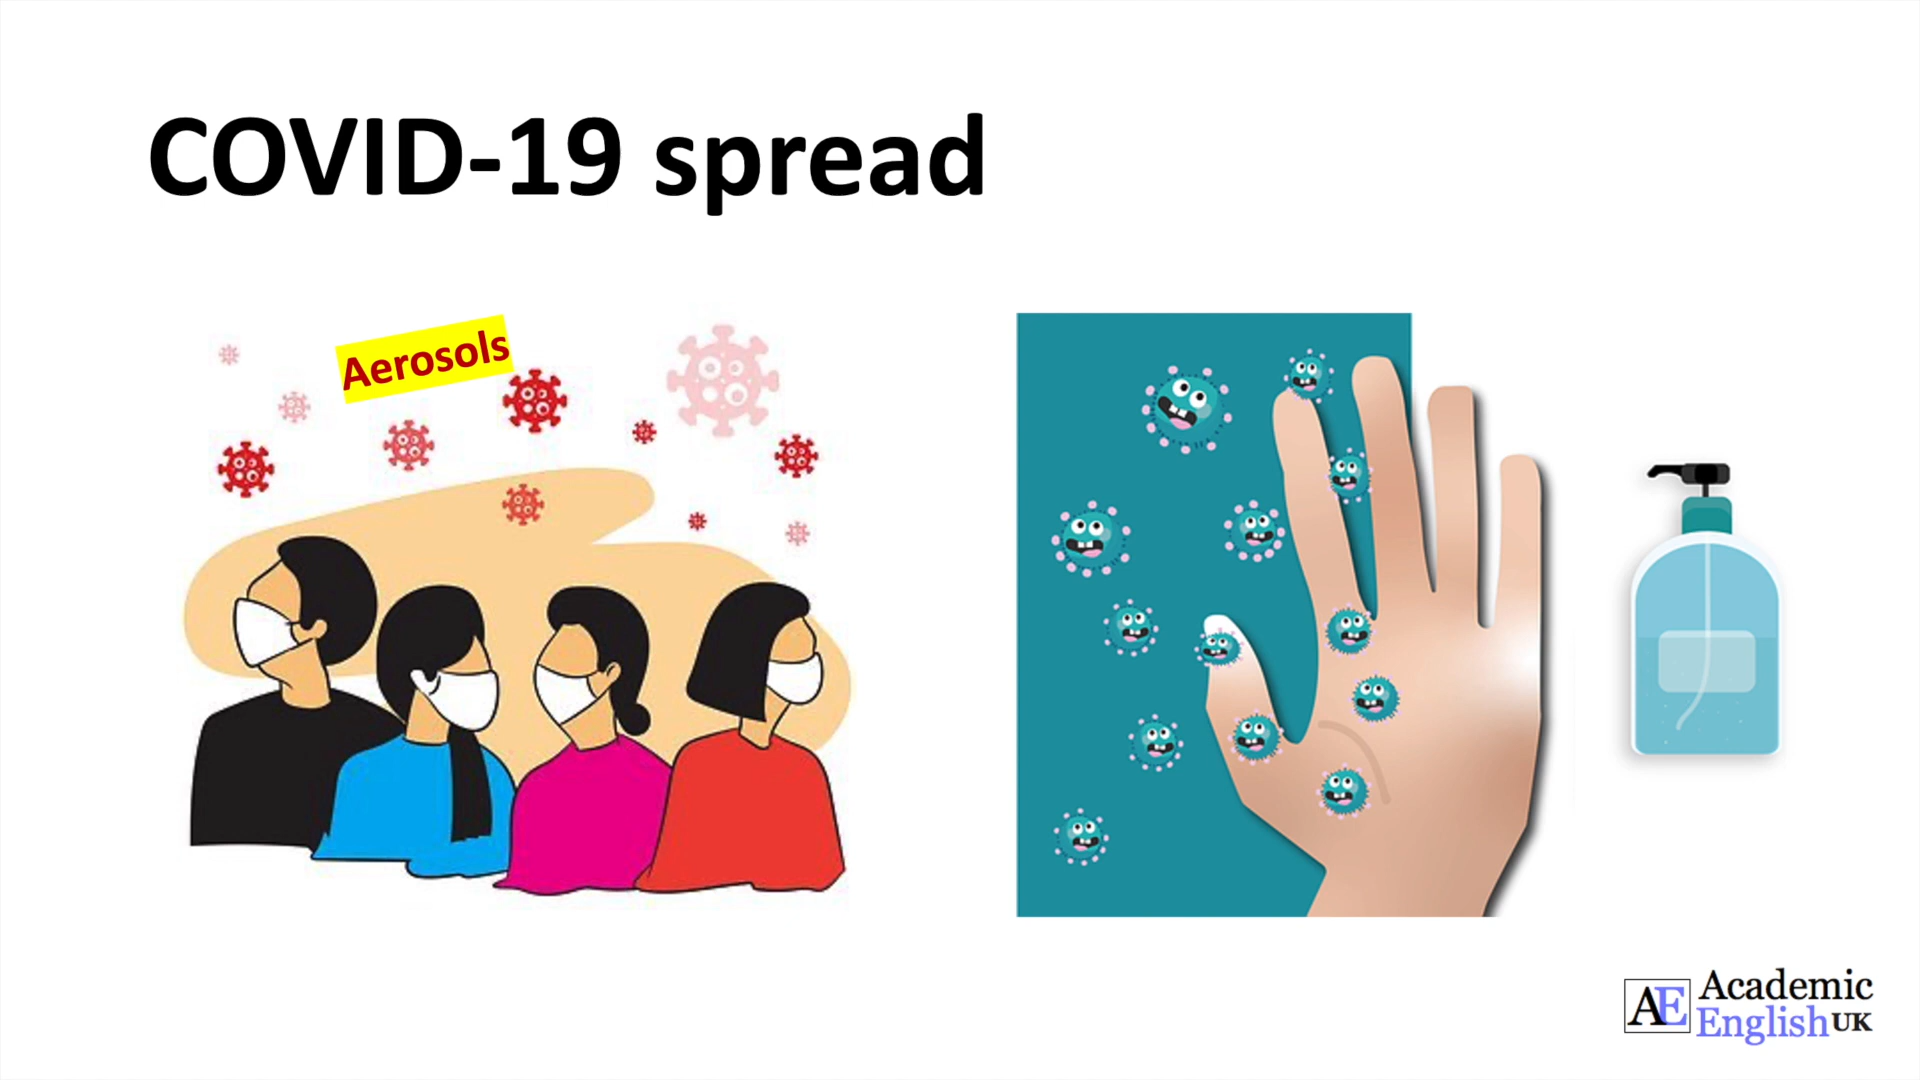 COVID-19 spread
Aerosols
AE
Academic
English UK